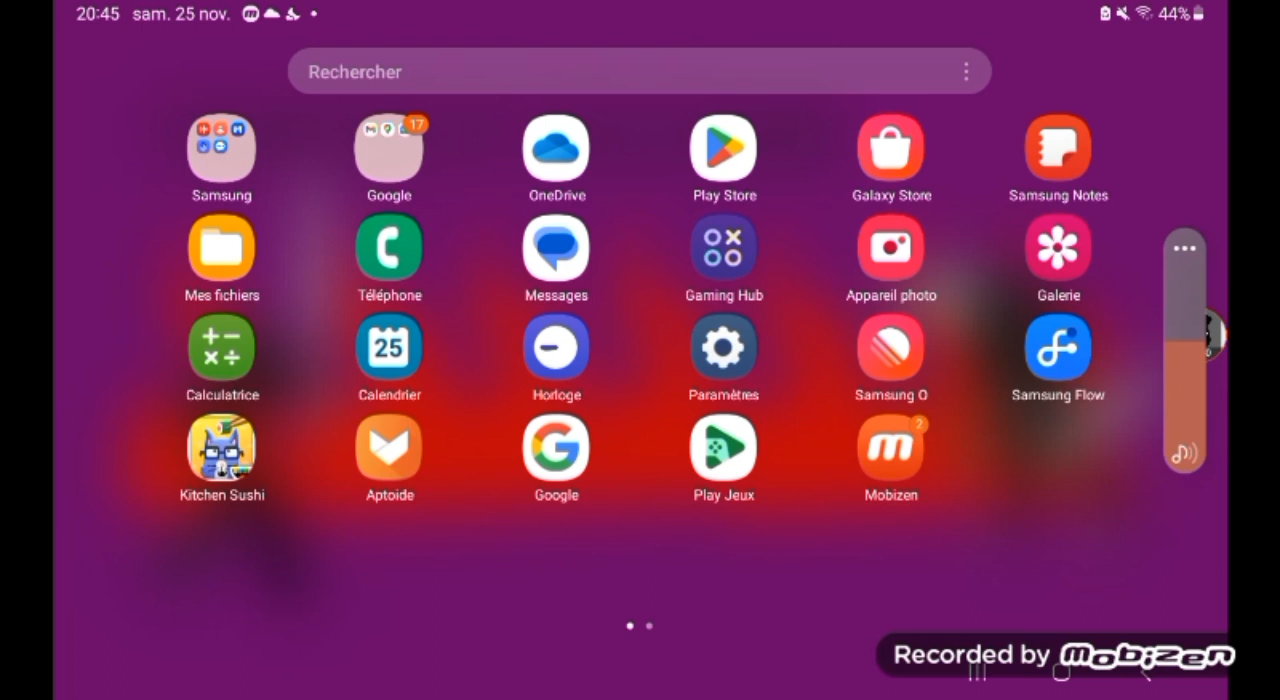 20:45 sam. 25 nov. 44%
Rechercher
17
Samsung Google OneDrive Play Store Galaxy Store Samsung Notes
Mes fichiers Téléphone Messages Gaming Hub Appareil photo Galerie
25
Calculatrice Calendrier Horloge Paramètres Samsung O Samsung Flow
2
Kitchen Sushi Aptoide Google Play Jeux Mobizen
Recorded by Mobizen